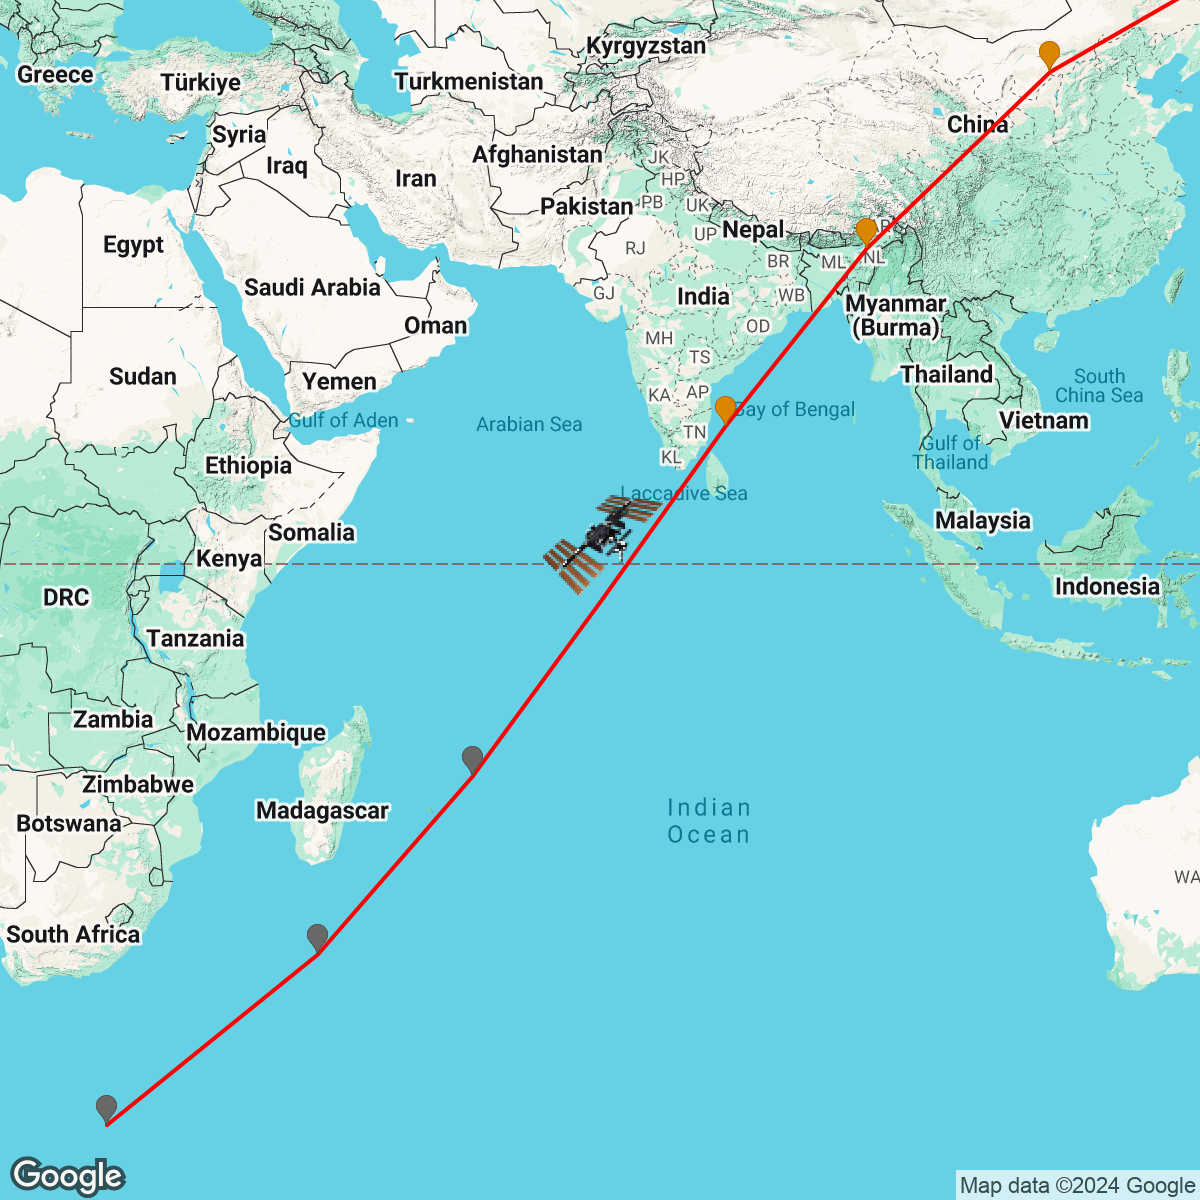 Kyrgyzstan
Greece
Türkiye
Turkmenistan
China
Syria
Afghanistan
JK
Iraq
Iran
HP
Pakistan
PB
UK
Nepal
UP
Egypt
RJ
BR
ML
NL
Saudi Arabia
GJ
India
WB
Myanmar
(Burma)
Oman
OD
MH
TS
Sudan
Yemen
Thailand
South
China Sea
KA
AP
Bay of Bengal
Gulf of Aden
Arabian Sea
Vietnam
TN
Gulf of
Thailand
KL
Ethiopia
Laccadive Sea
Malaysia
Somalia
Kenya
Indonesia
DRC
Tanzania
Zambia
Mozambique
Zimbabwe
Madagascar
Indian
Ocean
Botswana
WA
South Africa
Google
Map data ©2024 Google